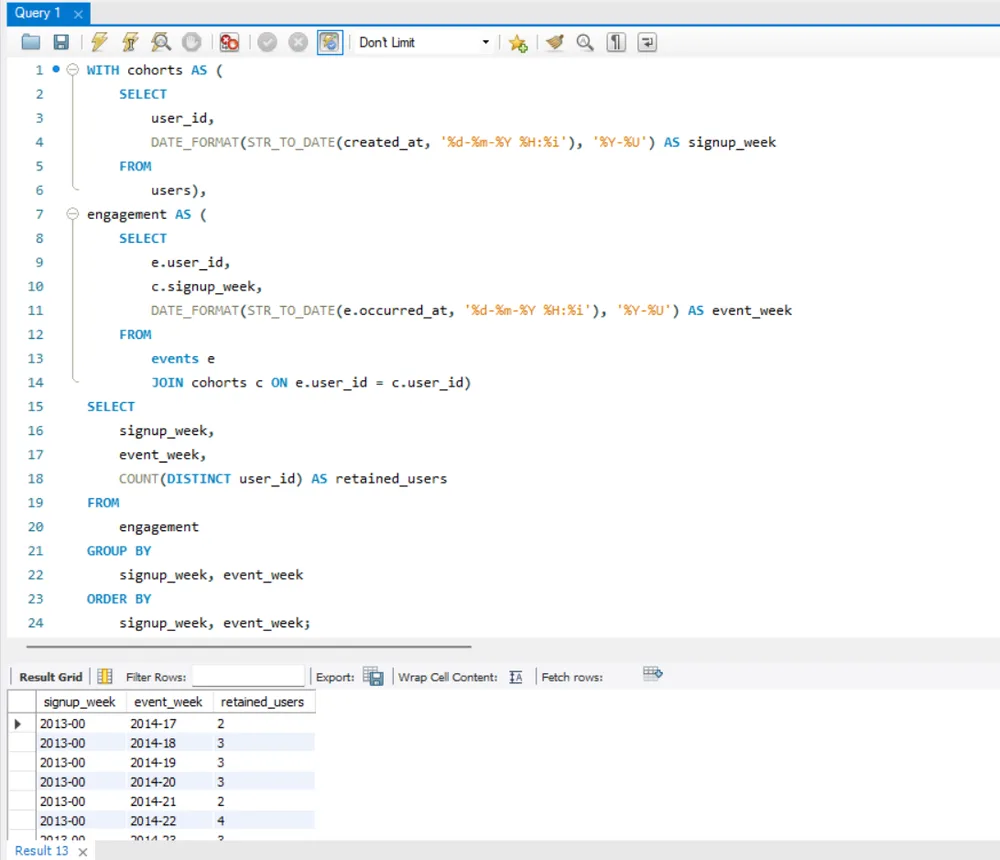 Query 1
Don't Limit
1 WITH cohorts AS (
2 SELECT
3 user_id,
4 DATE_FORMAT(STR_TO_DATE(created_at, '%d-%m-%Y %H:%i'), '%Y-%U') AS signup_week
5 FROM
6 users),
7 engagement AS (
8 SELECT
9 e.user_id,
10 c.signup_week,
11 DATE_FORMAT(STR_TO_DATE(e.occurred_at, '%d-%m-%Y %H:%i'), '%Y-%U') AS event_week
12 FROM
13 events e
14 JOIN cohorts c ON e.user_id = c.user_id)
15 SELECT
16 signup_week,
17 event_week,
18 COUNT(DISTINCT user_id) AS retained_users
19 FROM
20 engagement
21 GROUP BY
22 signup_week, event_week
23 ORDER BY
24 signup_week, event_week;
Result Grid Filter Rows: Export: Wrap Cell Content: IA Fetch rows:
signup_week event_week retained_users
2013-00 2014-17 2
2013-00 2014-18 3
2013-00 2014-19 3
2013-00 2014-20 3
2013-00 2014-21 2
2013-00 2014-22 4
2013-00 2014-23
Result 13